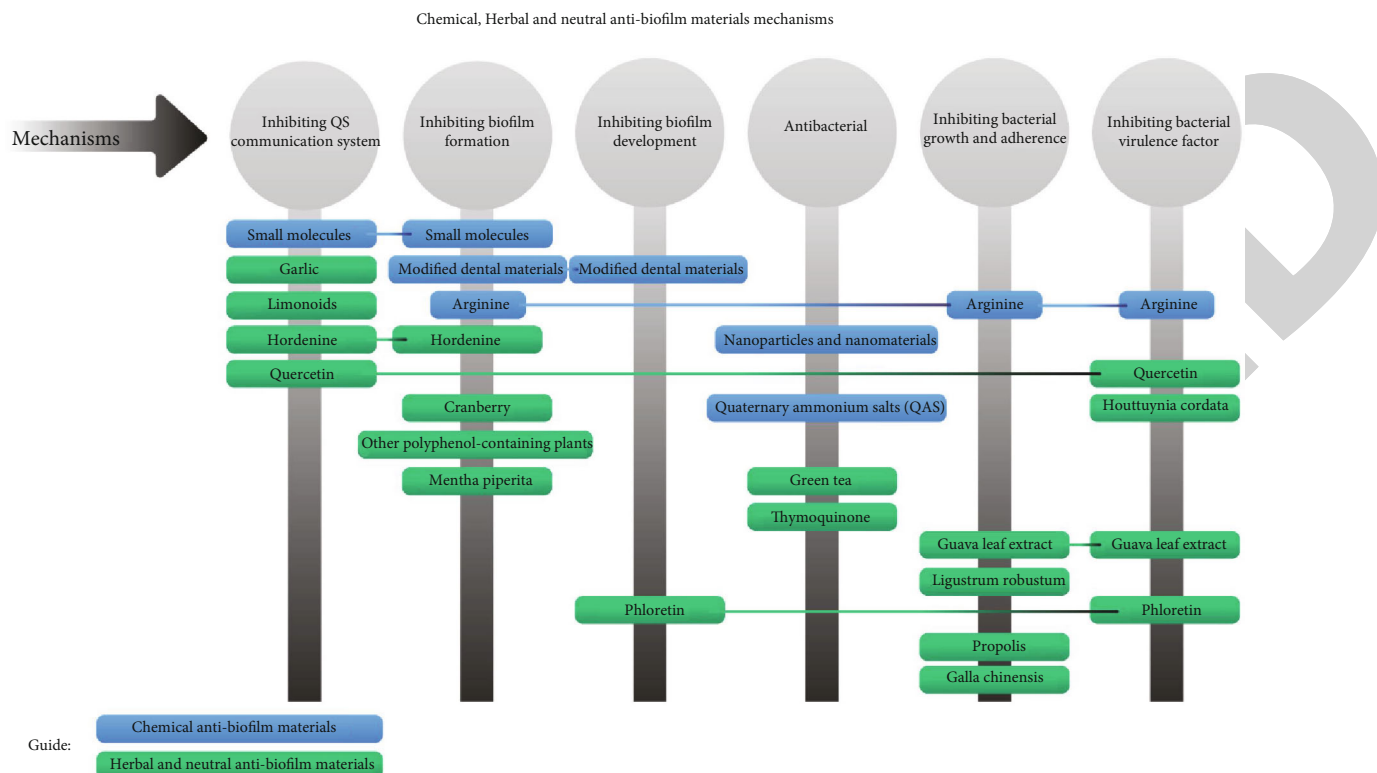 Chemical, Herbal and neutral anti-biofilm materials mechanisms
Mechanisms
Inhibiting QS
communication system
Inhibiting biofilm
formation
Inhibiting biofilm
development
Antibacterial
Inhibiting bacterial
growth and adherence
Inhibiting bacterial
virulence factor
Small molecules
Small molecules
Garlic
Modified dental materials
Modified dental materials
Limonoids
Arginine
Arginine
Arginine
Hordenine
Hordenine
Nanoparticles and nanomaterials
Quercetin
Quercetin
Cranberry
Quaternary ammonium salts (QAS)
Houttuynia cordata
Other polyphenol-containing plants
Mentha piperita
Green tea
Thymoquinone
Guava leaf extract
Guava leaf extract
Ligustrum robustum
Phloretin
Phloretin
Propolis
Galla chinensis
Guide:
Chemical anti-biofilm materials
Herbal and neutral anti-biofilm materials